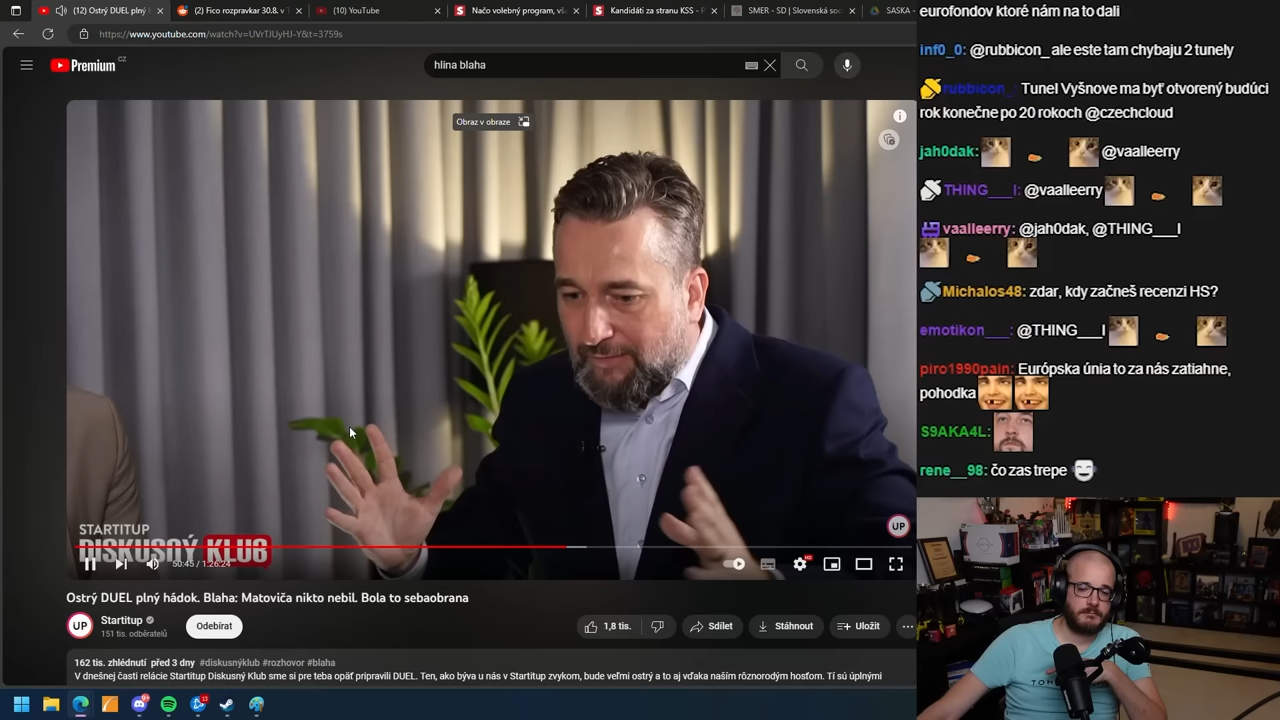 (12) Ostrý DUEL plný h
(2) Fico rozpravkar 30.8. v T
(10) YouTube
Načo volebný program, vš
Kandidáti za stranu KSS - P
SMER - SD | Slovenská soc
SASKA -
https://www.youtube.com/watch?v=UVrTJUyHJ-Y&t=3759s
Premium CZ
hlina blaha
Obraz v obraze
STARTITUP
DISKUSNÝ KLUB
UP
50:45 / 1:26:24
HD
Ostrý DUEL plný hádok. Blaha: Matoviča nikto nebil. Bola to sebaobrana
UP
Startitup
151 tis. odběratelů
Odebírat
1,8 tis.
Sdílet
Stáhnout
Uložit
162 tis. zhlédnutí před 3 dny #diskusnýklub #rozhovor #blaha
V dnešnej časti relácie Startitup Diskusný Klub sme si pre teba opäť pripravili DUEL. Ten, ako býva u nás v Startitup zvykom, bude veľmi ostrý a to aj vďaka naším rôznorodým hosťom. Tí sú úplnými
eurofondov ktoré nám na to dali
inf0_0: @rubbicon_ ale este tam chybaju 2 tunely
rubbicon_: Tunel Vyšnove ma byť otvorený budúci
rok konečne po 20 rokoch @czechcloud
jah0dak: @vaalleerry
THING___I: @vaalleerry
vaalleerry: @jah0dak, @THING___I
Michalos48: zdar, kdy začneš recenzi HS?
emotikon___: @THING___I
piro1990pain: Európska únia to za nás zatiahne,
pohodka
S9AKA4L:
rene__98: čo zas trepe